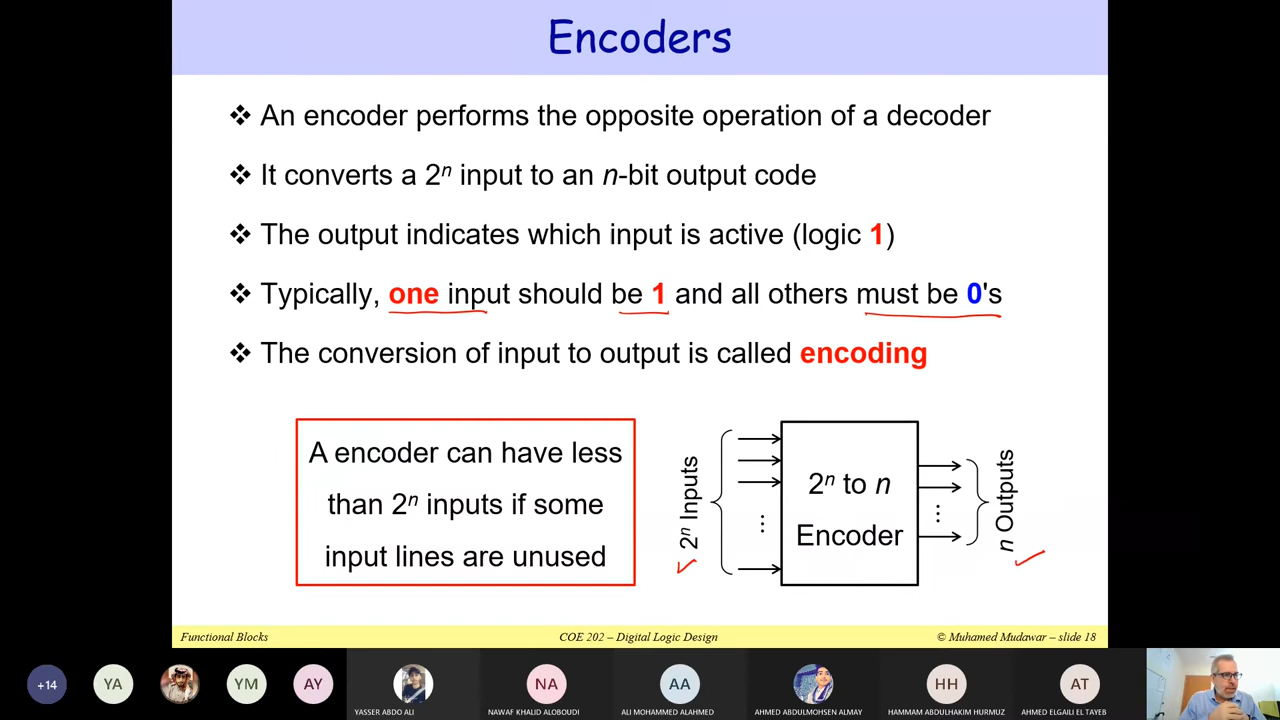 Encoders
❖ An encoder performs the opposite operation of a decoder
❖ It converts a 2ⁿ input to an n-bit output code
❖ The output indicates which input is active (logic 1)
❖ Typically, one input should be 1 and all others must be 0's
❖ The conversion of input to output is called encoding
A encoder can have less
than 2ⁿ inputs if some
input lines are unused
2ⁿ Inputs
⋮
2ⁿ to n
Encoder
⋮
n Outputs
Functional Blocks
COE 202 – Digital Logic Design
© Muhamed Mudawar – slide 18
+14
YA
YM
AY
YASSER ABDO ALI
NA
NAWAF KHALID ALOBOUDI
AA
ALI MOHAMMED ALAHMED
AHMED ABDULMOHSEN ALMAY
HH
HAMMAM ABDULHAKIM HURMUZ
AT
AHMED ELGAILI EL TAYEB